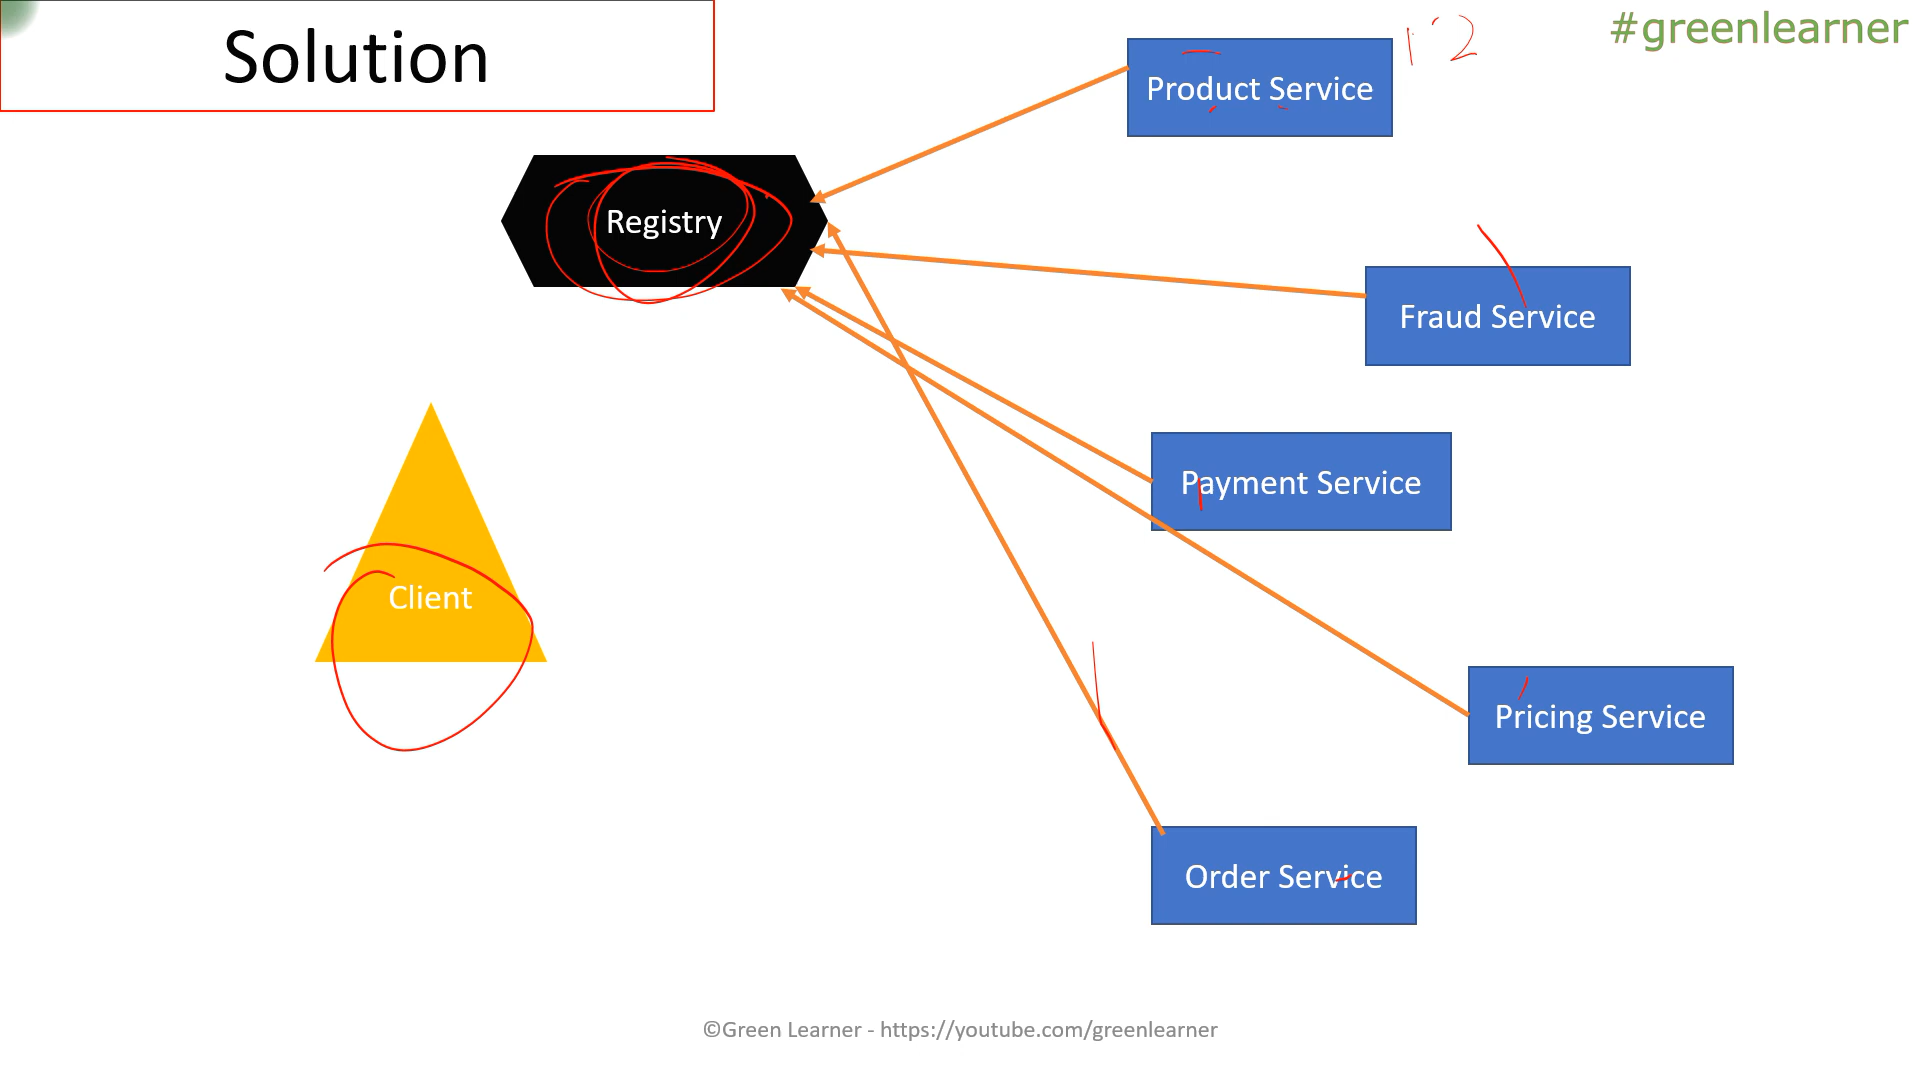 Solution
#greenlearner
Product Service
12
Registry
Fraud Service
Payment Service
Client
Pricing Service
Order Service
©Green Learner - https://youtube.com/greenlearner